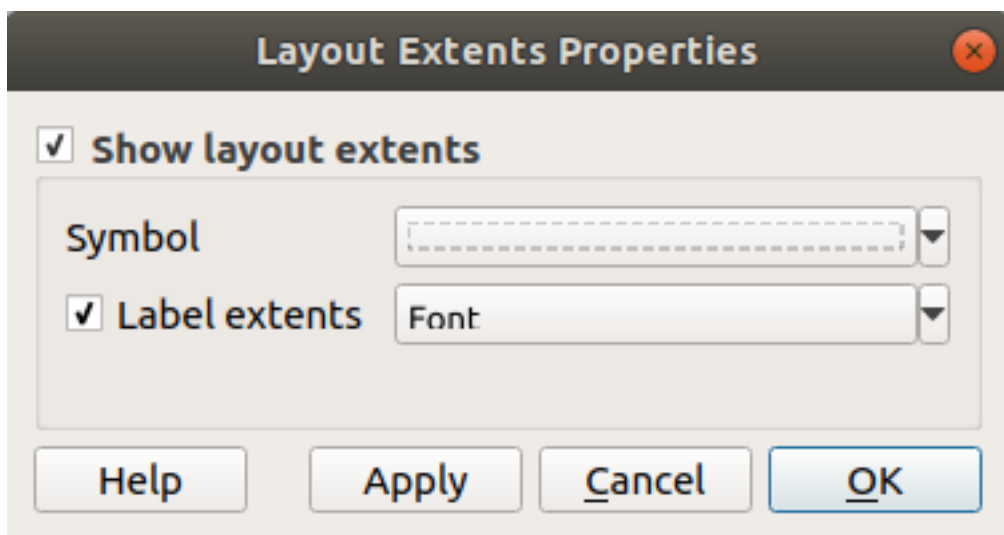 Layout Extents Properties
Show layout extents
Symbol
Label extents Font
Help Apply Cancel OK